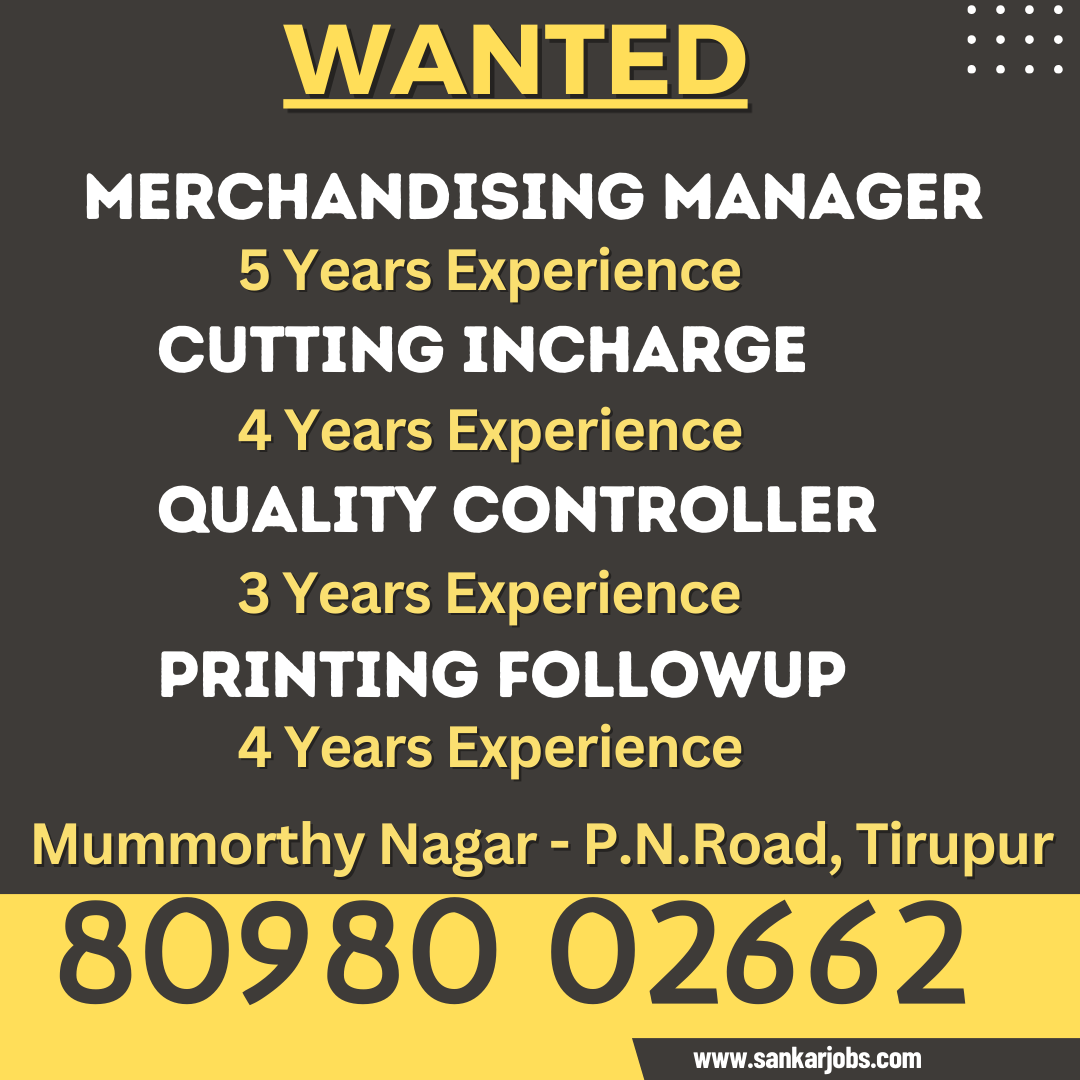 WANTED
MERCHANDISING MANAGER
5 Years Experience
CUTTING INCHARGE
4 Years Experience
QUALITY CONTROLLER
3 Years Experience
PRINTING FOLLOWUP
4 Years Experience
Mummorthy Nagar - P.N.Road, Tirupur
80980 02662
www.sankarjobs.com